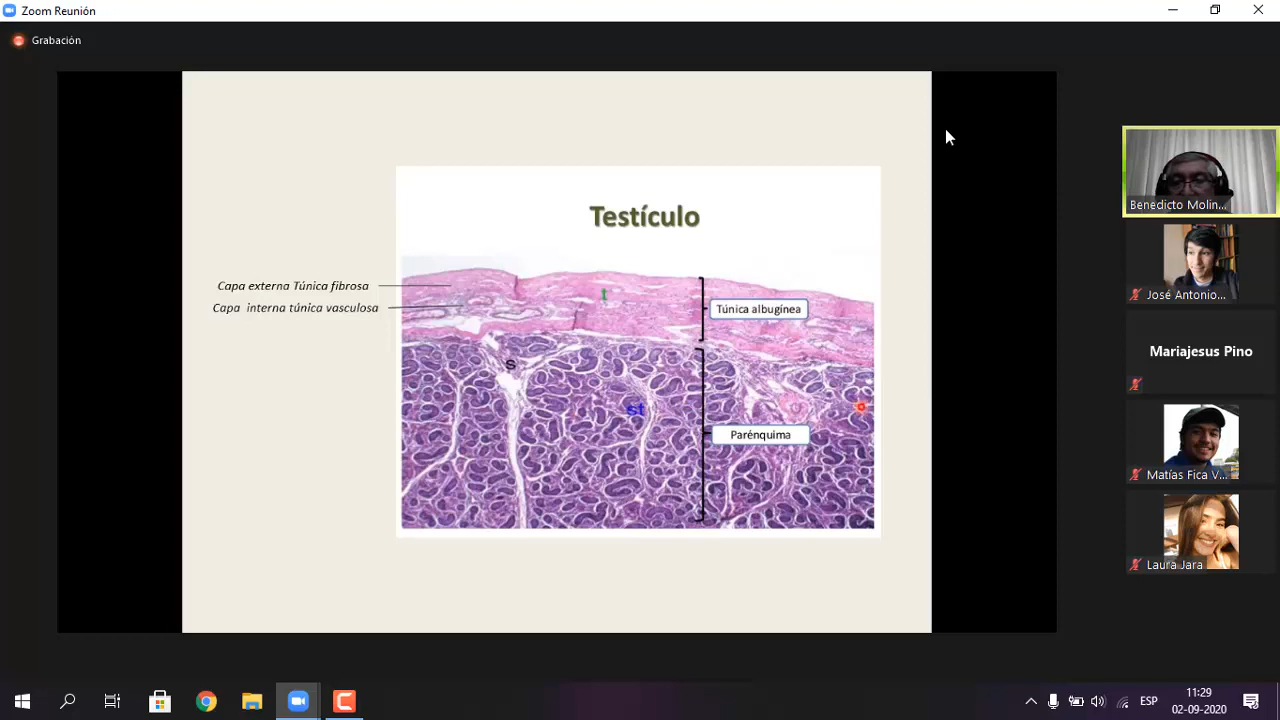 Zoom Reunión
Grabación
Testículo
Capa externa Túnica fibrosa
Capa interna túnica vasculosa
t
Túnica albugínea
s
st
Parénquima
Benedicto Molin...
José Antonio...
Mariajesus Pino
Matías Fica V...
Laura Jara
ESP
11:29
02-09-2020